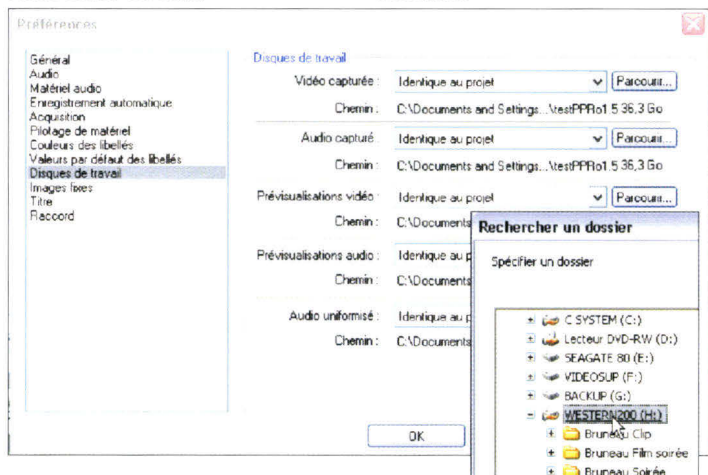 Préférences
Général
Audio
Matériel audio
Enregistrement automatique
Acquisition
Pilotage de matériel
Couleurs des libellés
Valeurs par défaut des libellés
Disques de travail
Images fixes
Titre
Raccord
Disques de travail
Vidéo capturée : Identique au projet Parcourir...
Chemin : C:\Documents and Settings...\testPPRo1.5 36,3 Go
Audio capturé : Identique au projet Parcourir...
Chemin : C:\Documents and Settings...\testPPRo1.5 36,3 Go
Prévisualisations vidéo : Identique au projet Parcourir...
Chemin : C:\Documents
Prévisualisations audio : Identique au p
Chemin : C:\Documents
Audio uniformisé : Identique au p
Chemin : C:\Documents
OK
Rechercher un dossier
Spécifier un dossier
C SYSTEM (C:)
Lecteur DVD-RW (D:)
SEAGATE 80 (E:)
VIDEOSUP (F:)
BACKUP (G:)
WESTERN200 (H:)
Bruneau Clip
Bruneau Film soirée
Bruneau Soirée